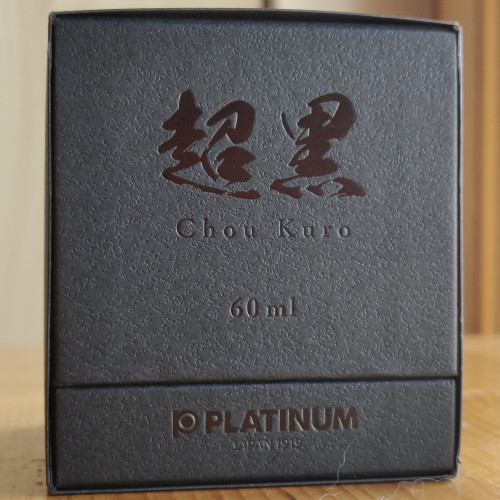 超黒
Chou Kuro
60 ml
PLATINUM
JAPAN 1919